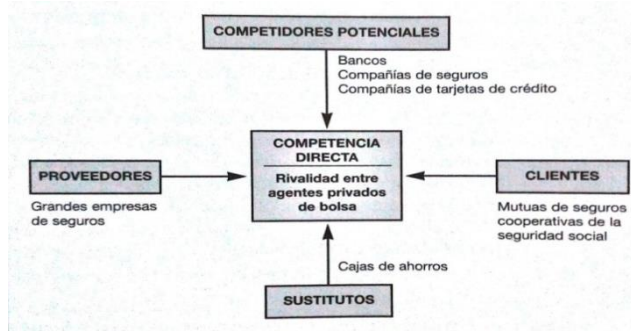 COMPETIDORES POTENCIALES
Bancos
Compañías de seguros
Compañías de tarjetas de crédito
COMPETENCIA
DIRECTA
Rivalidad entre
agentes privados
de bolsa
PROVEEDORES
Grandes empresas
de seguros
CLIENTES
Mutuas de seguros
cooperativas de la
seguridad social
Cajas de ahorros
SUSTITUTOS